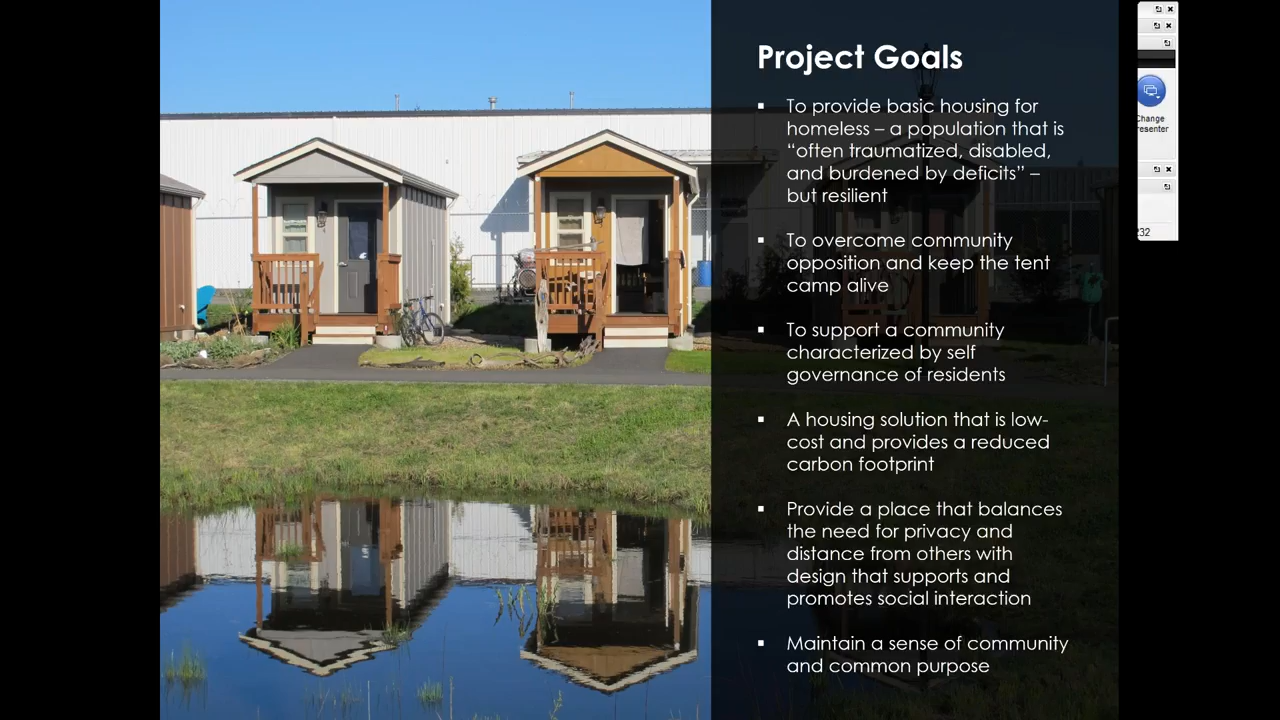 Project Goals
▪ To provide basic housing for
homeless – a population that is
“often traumatized, disabled,
and burdened by deficits” –
but resilient
▪ To overcome community
opposition and keep the tent
camp alive
▪ To support a community
characterized by self
governance of residents
▪ A housing solution that is low-
cost and provides a reduced
carbon footprint
▪ Provide a place that balances
the need for privacy and
distance from others with
design that supports and
promotes social interaction
▪ Maintain a sense of community
and common purpose
Change
resenter
232